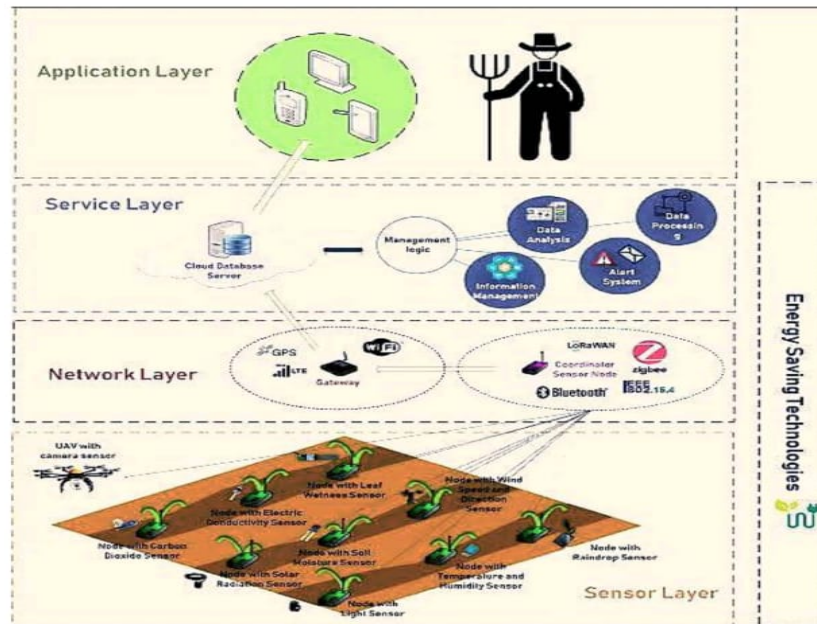 Application Layer
Service Layer
Cloud Database
Server
Management
logic
Data
Analysis
Data
Processin
g
Information
Management
Alert
System
Network Layer
GPS
LTE
WiFi
Gateway
LoRaWAN
Coordinator
Sensor Node
zigbee
Bluetooth
IEEE
802.15.4
UAV with
camera sensor
Node with Leaf
Wetness Sensor
Node with Wind
Speed and
Direction
Sensor
Node with Electric
Conductivity Sensor
Node with Carbon
Dioxide Sensor
Node with Soil
Moisture Sensor
Node with Solar
Radiation Sensor
Node with
Temperature and
Humidity Sensor
Node with
Raindrop Sensor
Node with
Light Sensor
Sensor Layer
Energy Saving Technologies